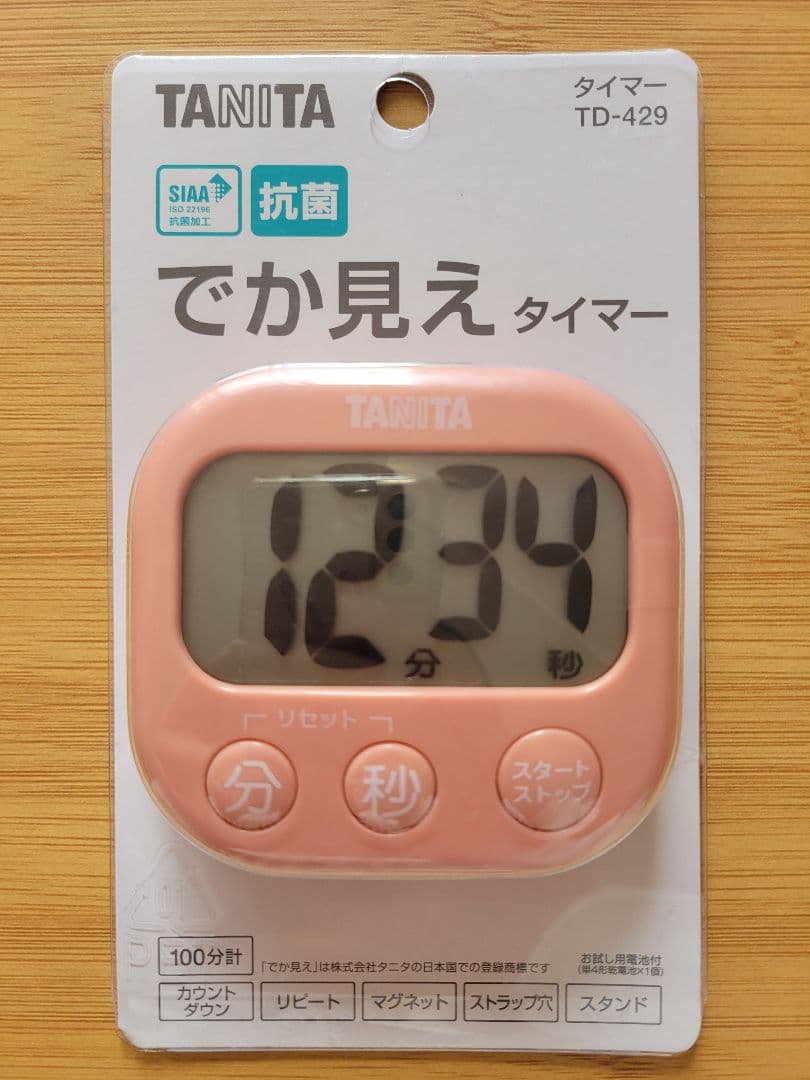 TANITA
タイマー
TD-429
SIAA
ISO 22196
抗菌加工
抗菌
でか見え タイマー
TANITA
12 34
分 秒
リセット
分 秒 スタート
ストップ
100分計
「でか見え」は株式会社タニタの日本国での登録商標です
お試し用電池付
(単4形乾電池×1個)
カウント
ダウン
リピート
マグネット
ストラップ穴
スタンド